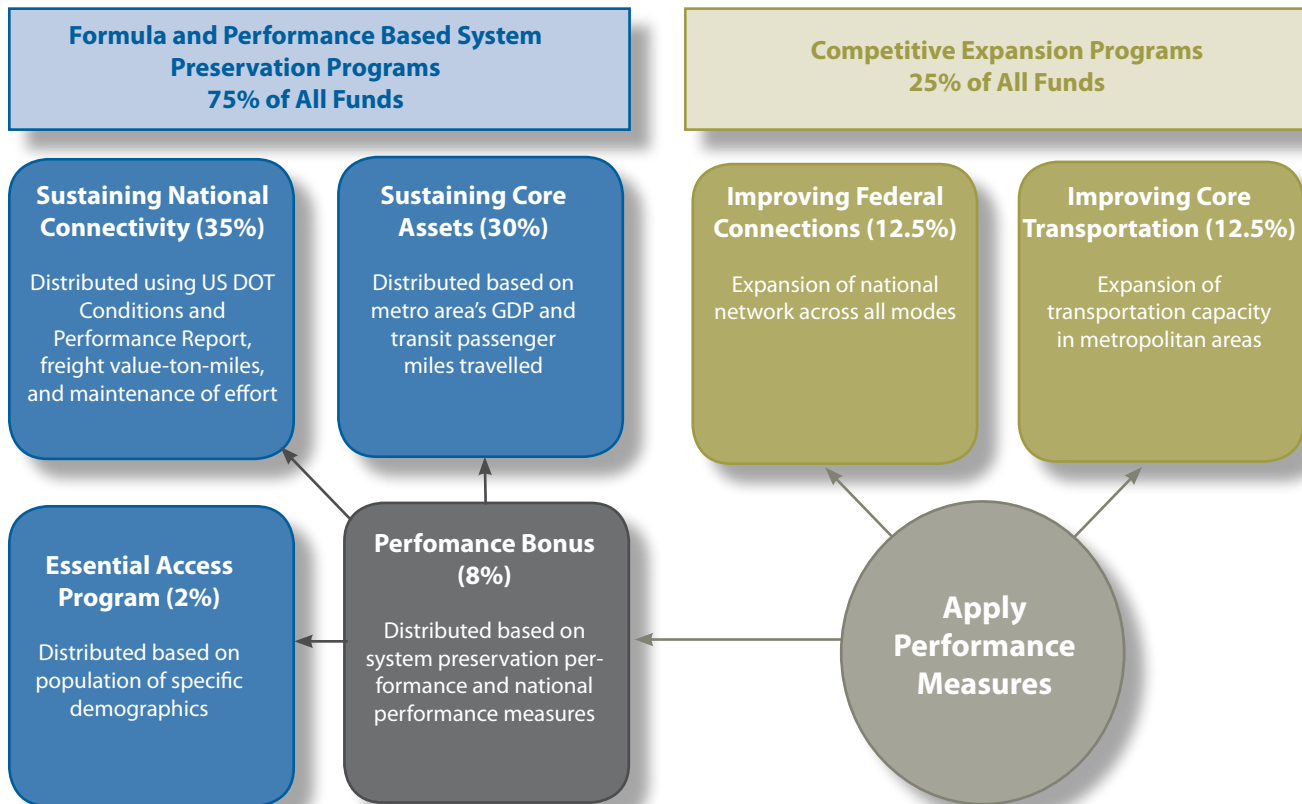 Formula and Performance Based System
Preservation Programs
75% of All Funds
Competitive Expansion Programs
25% of All Funds
Sustaining National
Connectivity (35%)
Distributed using US DOT
Conditions and
Performance Report,
freight value-ton-miles,
and maintenance of effort
Sustaining Core
Assets (30%)
Distributed based on
metro area's GDP and
transit passenger
miles travelled
Improving Federal
Connections (12.5%)
Expansion of national
network across all modes
Improving Core
Transportation (12.5%)
Expansion of
transportation capacity
in metropolitan areas
Essential Access
Program (2%)
Distributed based on
population of specific
demographics
Perfomance Bonus
(8%)
Distributed based on
system preservation per-
formance and national
performance measures
Apply
Performance
Measures